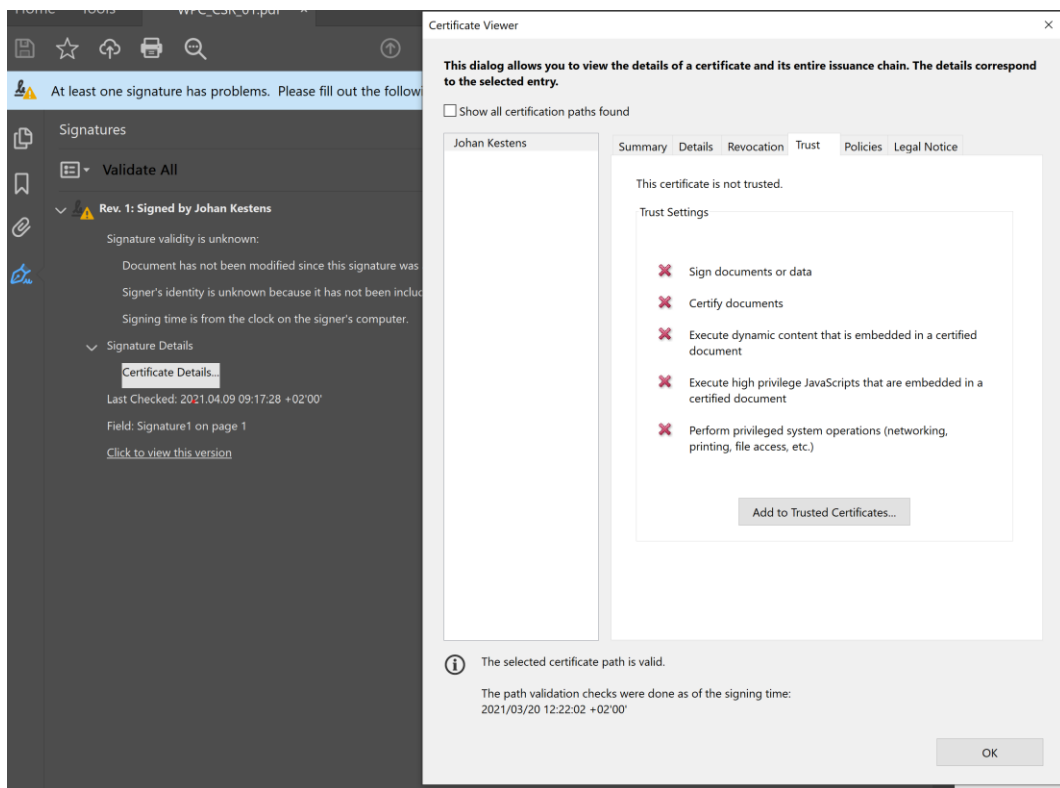 Home Tools WPC_CSR_01.pdf ×
At least one signature has problems. Please fill out the followi
Signatures
Validate All
Rev. 1: Signed by Johan Kestens
Signature validity is unknown:
Document has not been modified since this signature was
Signer's identity is unknown because it has not been includ
Signing time is from the clock on the signer's computer.
Signature Details
Certificate Details...
Last Checked: 2021.04.09 09:17:28 +02'00'
Field: Signature1 on page 1
Click to view this version
Certificate Viewer
This dialog allows you to view the details of a certificate and its entire issuance chain. The details correspond
to the selected entry.
Show all certification paths found
Johan Kestens
Summary Details Revocation Trust Policies Legal Notice
This certificate is not trusted.
Trust Settings
Sign documents or data
Certify documents
Execute dynamic content that is embedded in a certified
document
Execute high privilege JavaScripts that are embedded in a
certified document
Perform privileged system operations (networking,
printing, file access, etc.)
Add to Trusted Certificates...
The selected certificate path is valid.
The path validation checks were done as of the signing time:
2021/03/20 12:22:02 +02'00'
OK